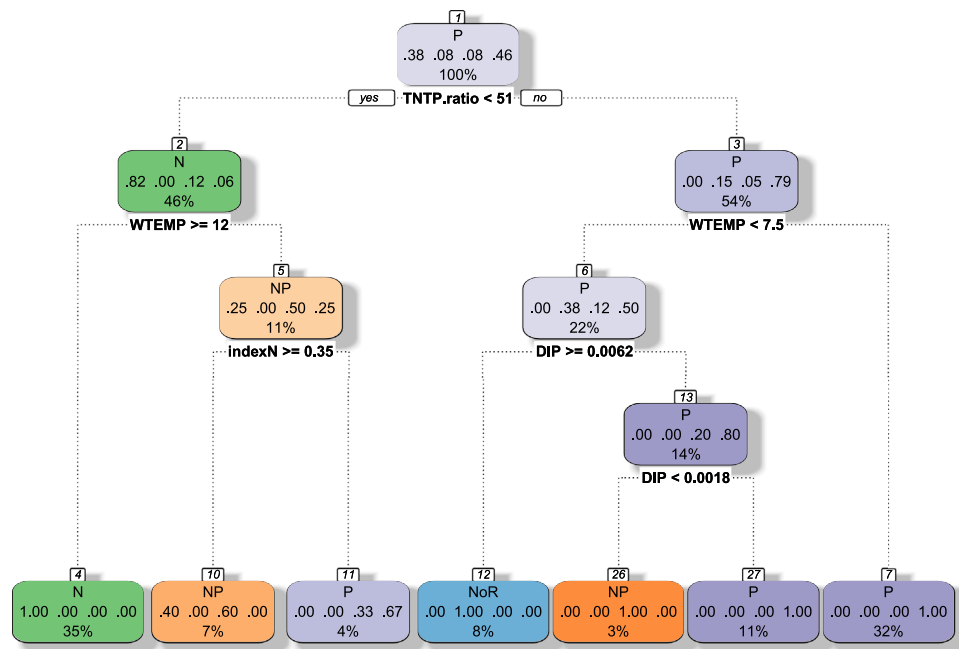 1
P
.38 .08 .08 .46
100%
yes TNTP.ratio < 51 no
2
N
.82 .00 .12 .06
46%
WTEMP >= 12
3
P
.00 .15 .05 .79
54%
WTEMP < 7.5
5
NP
.25 .00 .50 .25
11%
indexN >= 0.35
6
P
.00 .38 .12 .50
22%
DIP >= 0.0062
13
P
.00 .00 .20 .80
14%
DIP < 0.0018
4
N
1.00 .00 .00 .00
35%
10
NP
.40 .00 .60 .00
7%
11
P
.00 .00 .33 .67
4%
12
NoR
.00 1.00 .00 .00
8%
26
NP
.00 .00 1.00 .00
3%
27
P
.00 .00 .00 1.00
11%
7
P
.00 .00 .00 1.00
32%